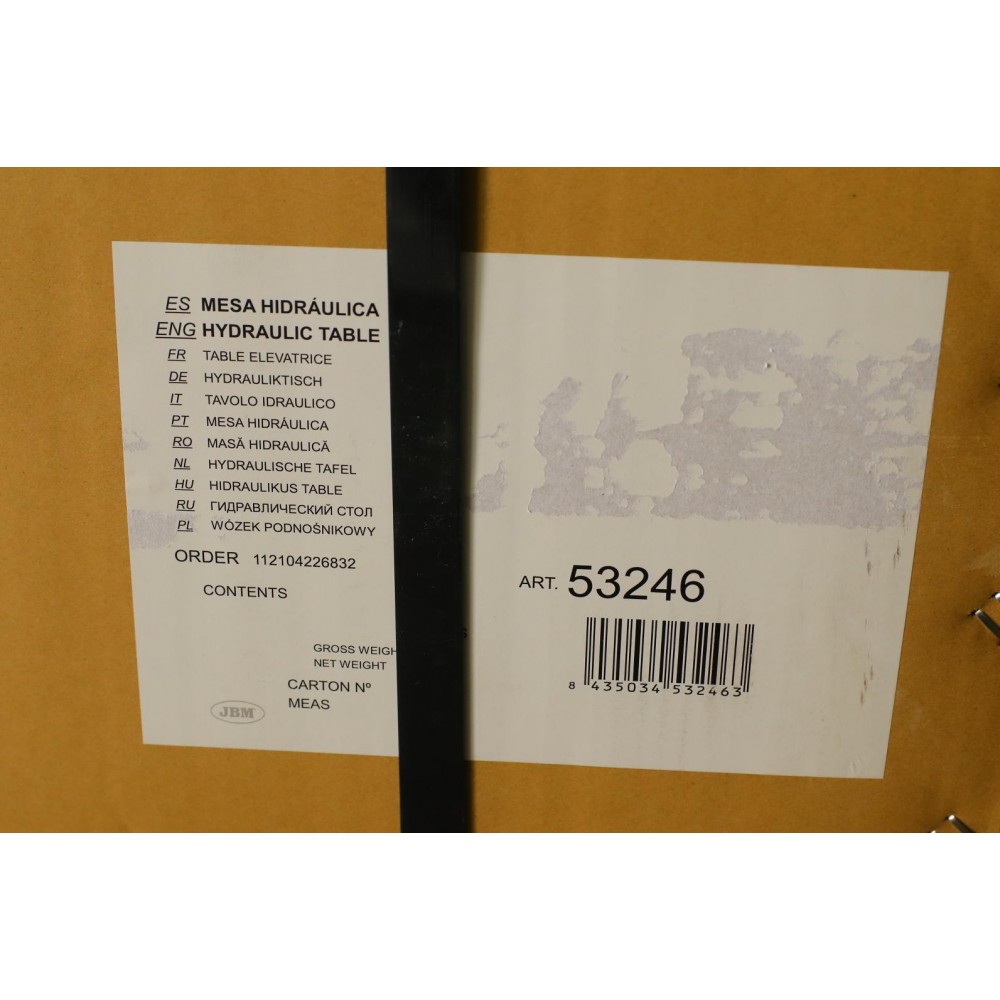 ES MESA HIDRÁULICA
ENG HYDRAULIC TABLE
FR TABLE ELEVATRICE
DE HYDRAULIKTISCH
IT TAVOLO IDRAULICO
PT MESA HIDRÁULICA
RO MASĂ HIDRAULICĂ
NL HYDRAULISCHE TAFEL
HU HIDRAULIKUS TABLE
RU ГИДРАВЛИЧЕСКИЙ СТОЛ
PL WÓZEK PODNOŚNIKOWY
ORDER 112104226832
CONTENTS
GROSS WEIGH
NET WEIGHT
CARTON Nº
MEAS
JBM
ART. 53246
8 435034 532463